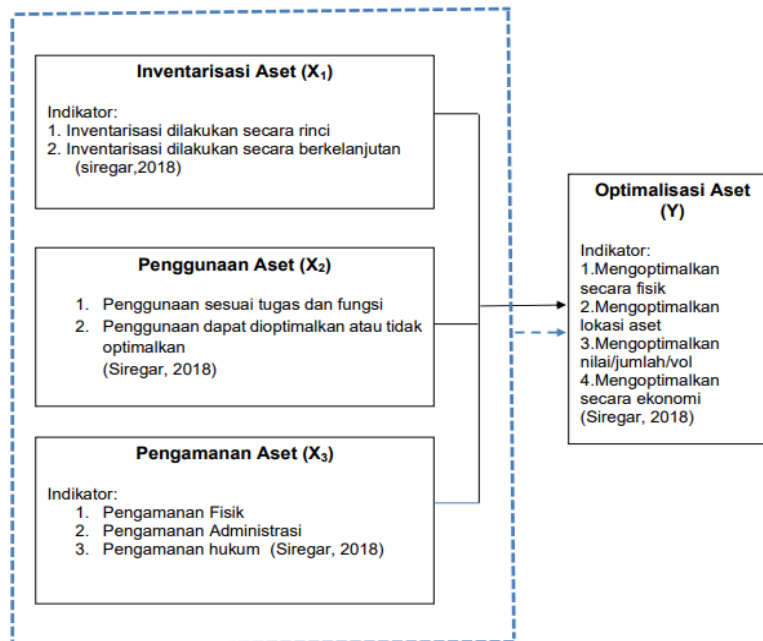 Inventarisasi Aset (X₁)
Indikator:
1. Inventarisasi dilakukan secara rinci
2. Inventarisasi dilakukan secara berkelanjutan
(siregar,2018)
Penggunaan Aset (X₂)
1. Penggunaan sesuai tugas dan fungsi
2. Penggunaan dapat dioptimalkan atau tidak
optimalkan
(Siregar, 2018)
Pengamanan Aset (X₃)
Indikator:
1. Pengamanan Fisik
2. Pengamanan Administrasi
3. Pengamanan hukum (Siregar, 2018)
Optimalisasi Aset
(Y)
Indikator:
1.Mengoptimalkan
secara fisik
2.Mengoptimalkan
lokasi aset
3.Mengoptimalkan
nilai/jumlah/vol
4.Mengoptimalkan
secara ekonomi
(Siregar, 2018)